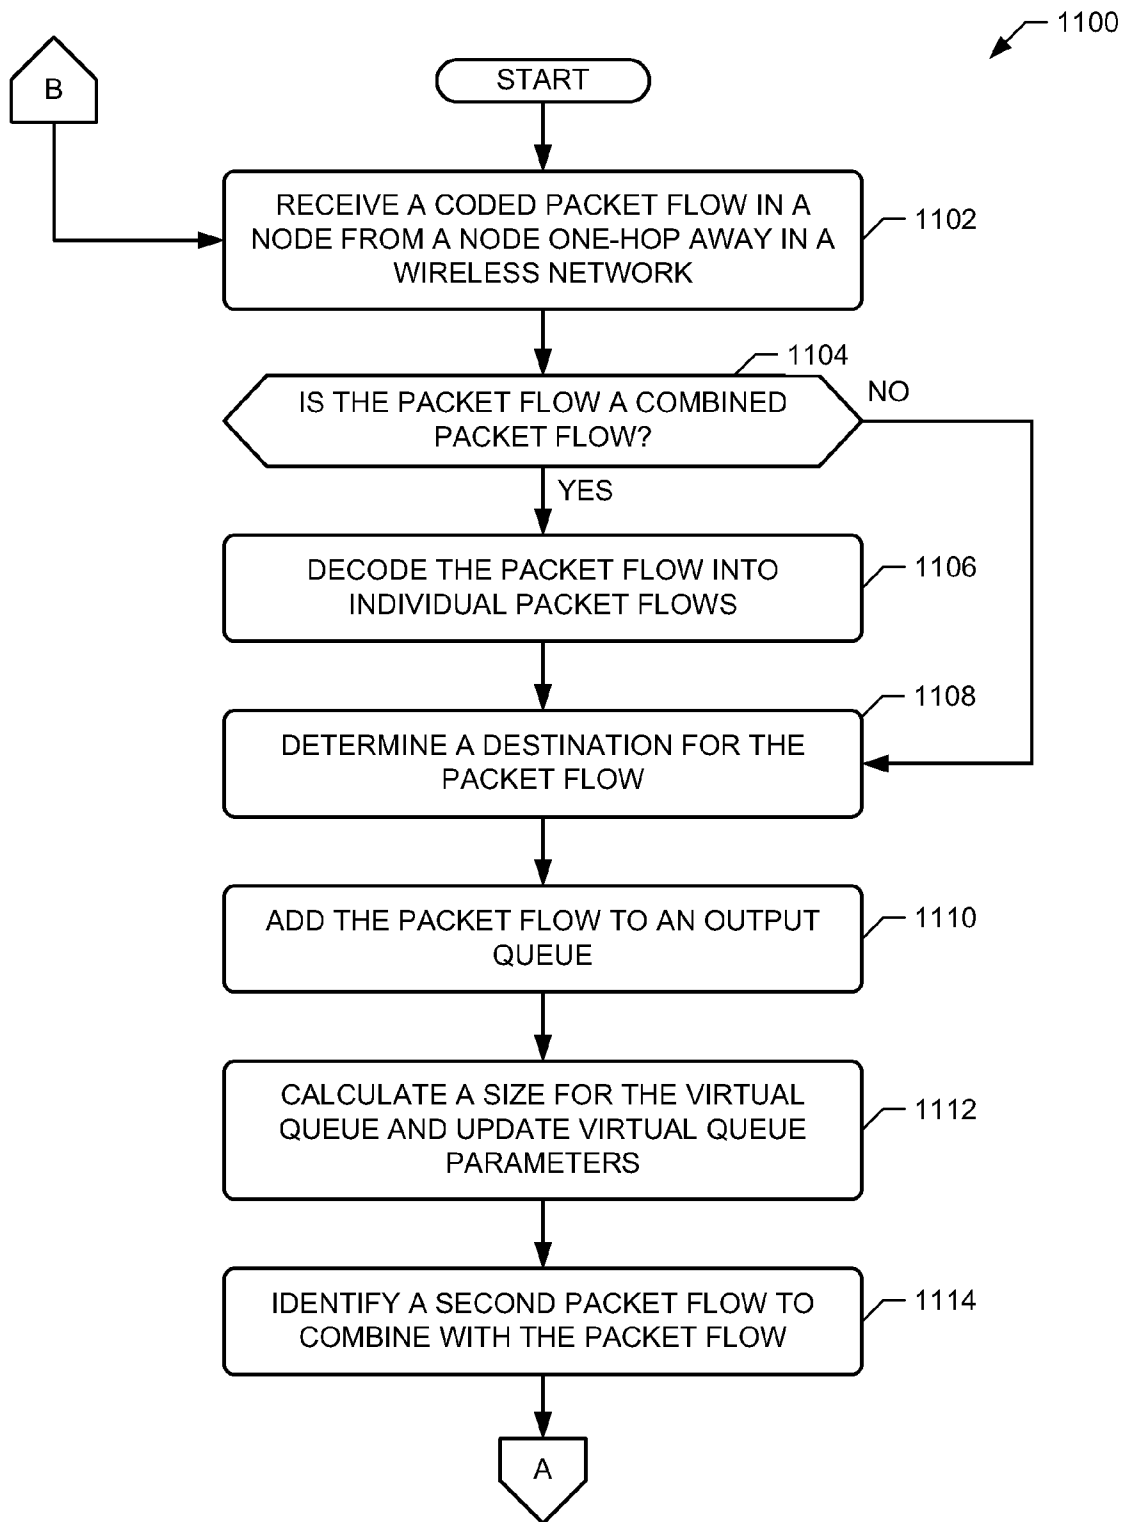 1100
B
START
RECEIVE A CODED PACKET FLOW IN A
NODE FROM A NODE ONE-HOP AWAY IN A
WIRELESS NETWORK
1102
1104
IS THE PACKET FLOW A COMBINED
PACKET FLOW?
NO
YES
DECODE THE PACKET FLOW INTO
INDIVIDUAL PACKET FLOWS
1106
1108
DETERMINE A DESTINATION FOR THE
PACKET FLOW
ADD THE PACKET FLOW TO AN OUTPUT
QUEUE
1110
CALCULATE A SIZE FOR THE VIRTUAL
QUEUE AND UPDATE VIRTUAL QUEUE
PARAMETERS
1112
IDENTIFY A SECOND PACKET FLOW TO
COMBINE WITH THE PACKET FLOW
1114
A